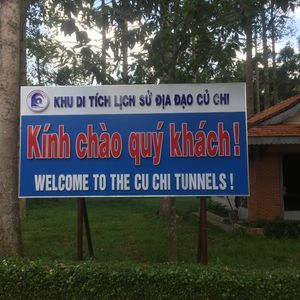 KHU DI TÍCH LỊCH SỬ ĐỊA ĐẠO CỦ CHI
Kính chào quý khách!
WELCOME TO THE CU CHI TUNNELS!